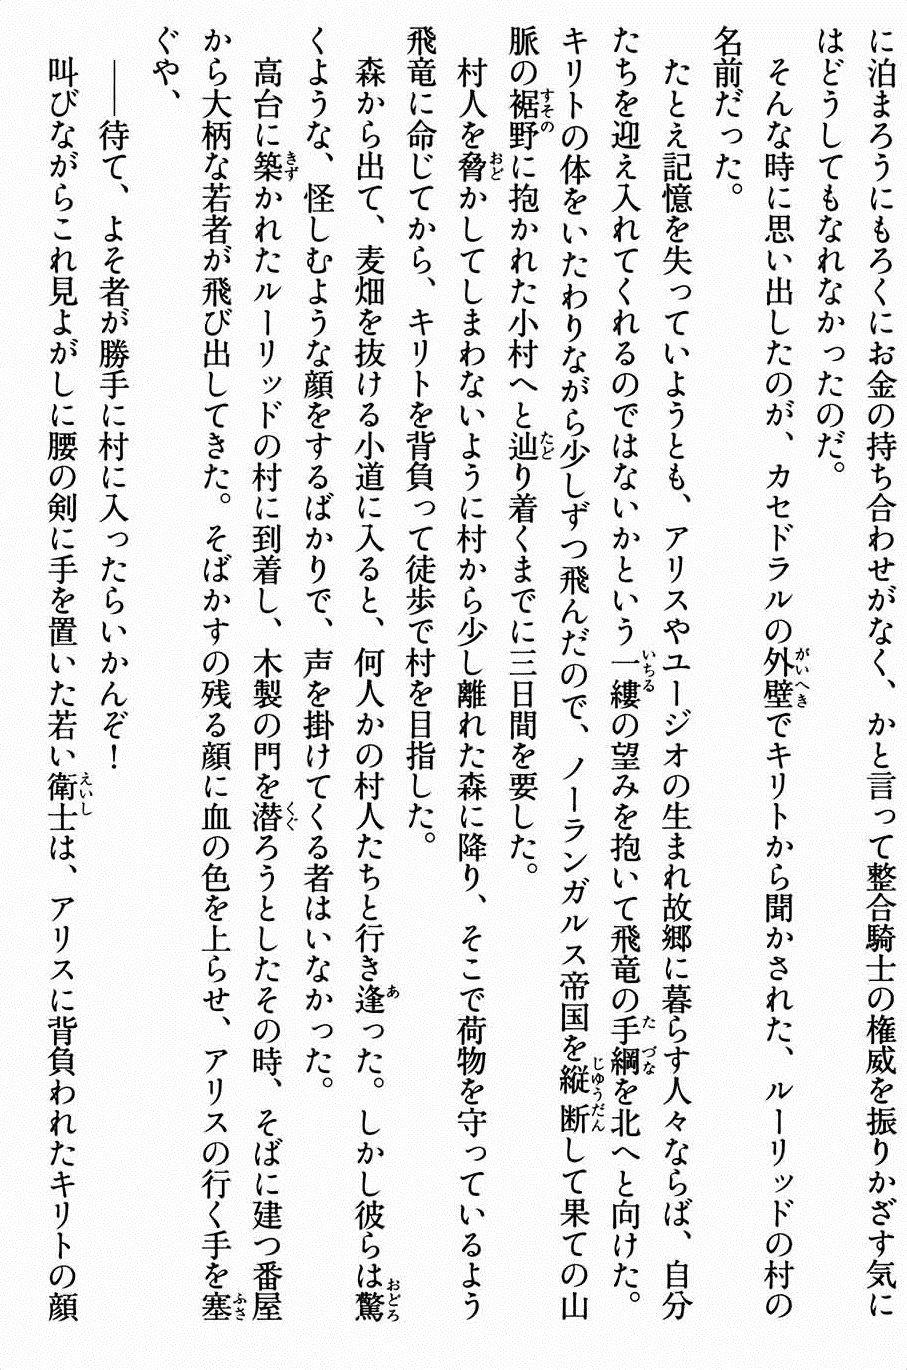 に泊まろうにもろくにお金の持ち合わせがなく、かと言って整合騎士の権威を振りかざす気に
はどうしてもなれなかったのだ。
　そんな時に思い出したのが、カセドラルの外壁でキリトから聞かされた、ルーリッドの村の
名前だった。
　たとえ記憶を失っていようとも、アリスやユージオの生まれ故郷に暮らす人々ならば、自分
たちを迎え入れてくれるのではないかという一縷の望みを抱いて飛竜の手綱を北へと向けた。
キリトの体をいたわりながら少しずつ飛んだので、ノーランガルス帝国を縦断して果ての山
脈の裾野に抱かれた小村へと辿り着くまでに三日間を要した。
　村人を脅かしてしまわないように村から少し離れた森に降り、そこで荷物を守っているよう
飛竜に命じてから、キリトを背負って徒歩で村を目指した。
　森から出て、麦畑を抜ける小道に入ると、何人かの村人たちと行き逢った。しかし彼らは驚
くような、怪しむような顔をするばかりで、声を掛けてくる者はいなかった。
　高台に築かれたルーリッドの村に到着し、木製の門を潜ろうとしたその時、そばに建つ番屋
から大柄な若者が飛び出してきた。そばかすの残る顔に血の色を上らせ、アリスの行く手を塞
ぐや、
　――待て、よそ者が勝手に村に入ったらいかんぞ！
　叫びながらこれ見よがしに腰の剣に手を置いた若い衛士は、アリスに背負われたキリトの顔